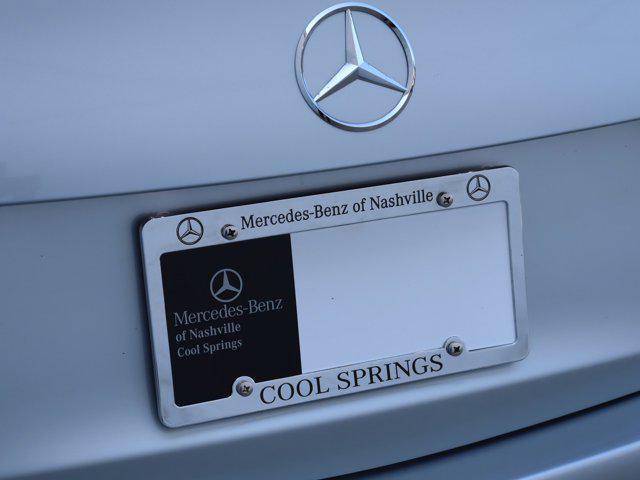 Mercedes-Benz of Nashville
Mercedes-Benz
of Nashville
Cool Springs
COOL SPRINGS